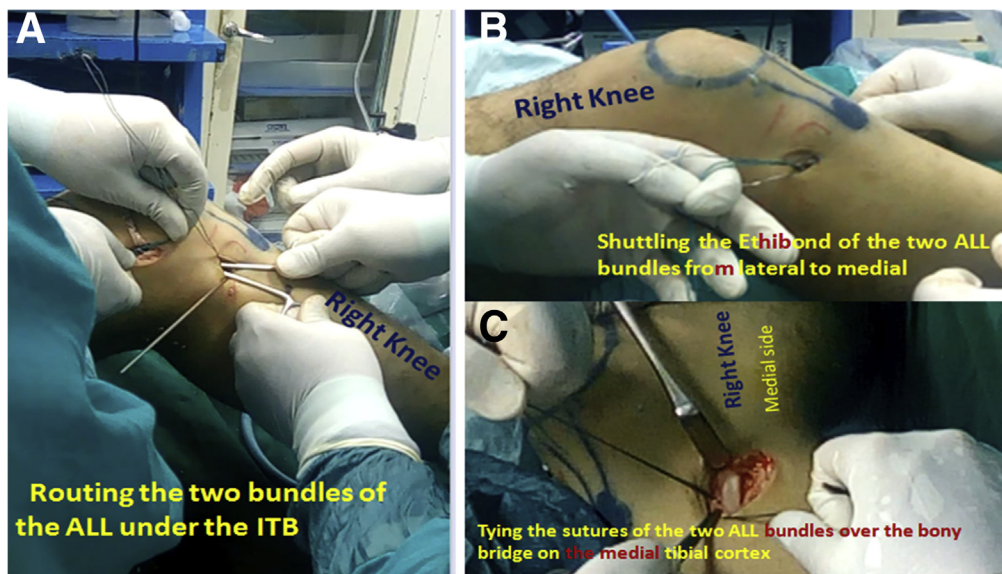 A
Right Knee
Routing the two bundles of
the ALL under the ITB
B
Right Knee
Shuttling the Ethibond of the two ALL
bundles from lateral to medial
C
Right Knee
Medial side
Tying the sutures of the two ALL bundles over the bony
bridge on the medial tibial cortex